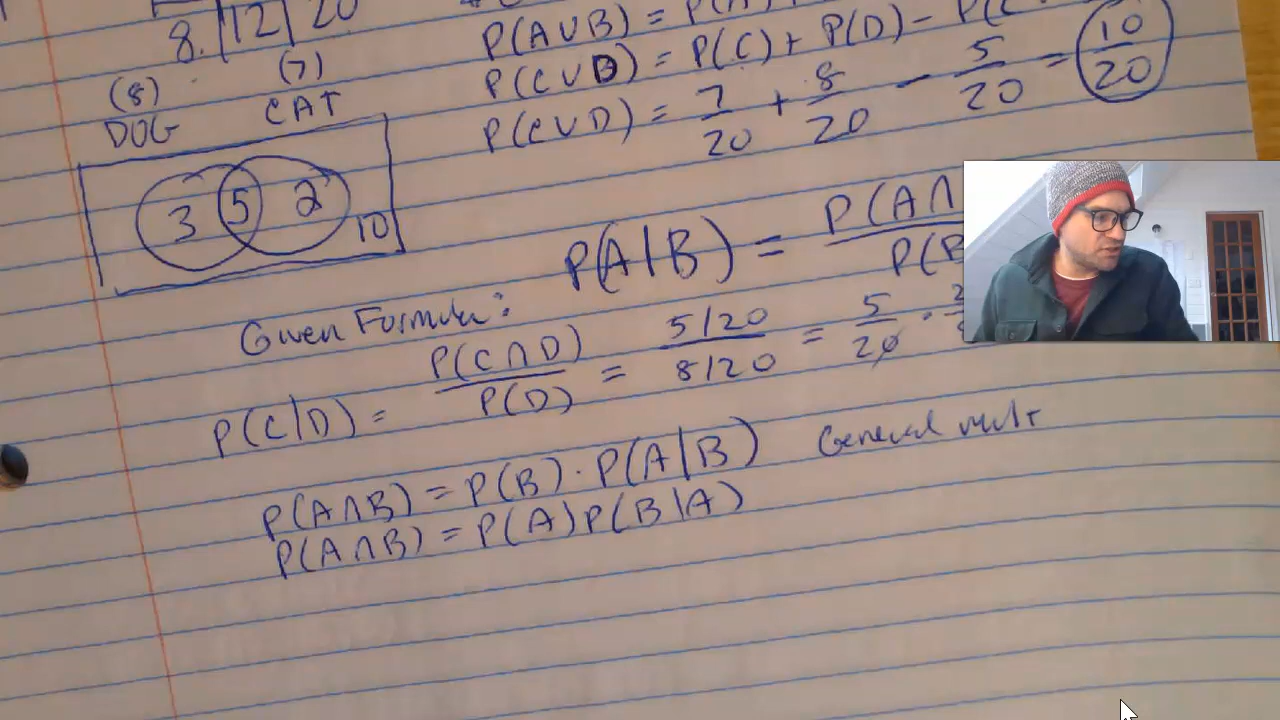 8. | 12 | 20
P(A∪B) = P(A)
(8) (7)
DOG CAT
P(C∪D) = P(C) + P(D) - P(C
P(C∪D) = 7/20 + 8/20 - 5/20 = 10/20
3 5 2 10
P(A|B) = P(A∩ / P(B
Given Formula:
P(C|D) = P(C∩D) / P(D) = 5/20 / 8/20 = 5/20 · 2
P(A∩B) = P(B) · P(A|B) General mult
P(A∩B) = P(A)P(B|A)